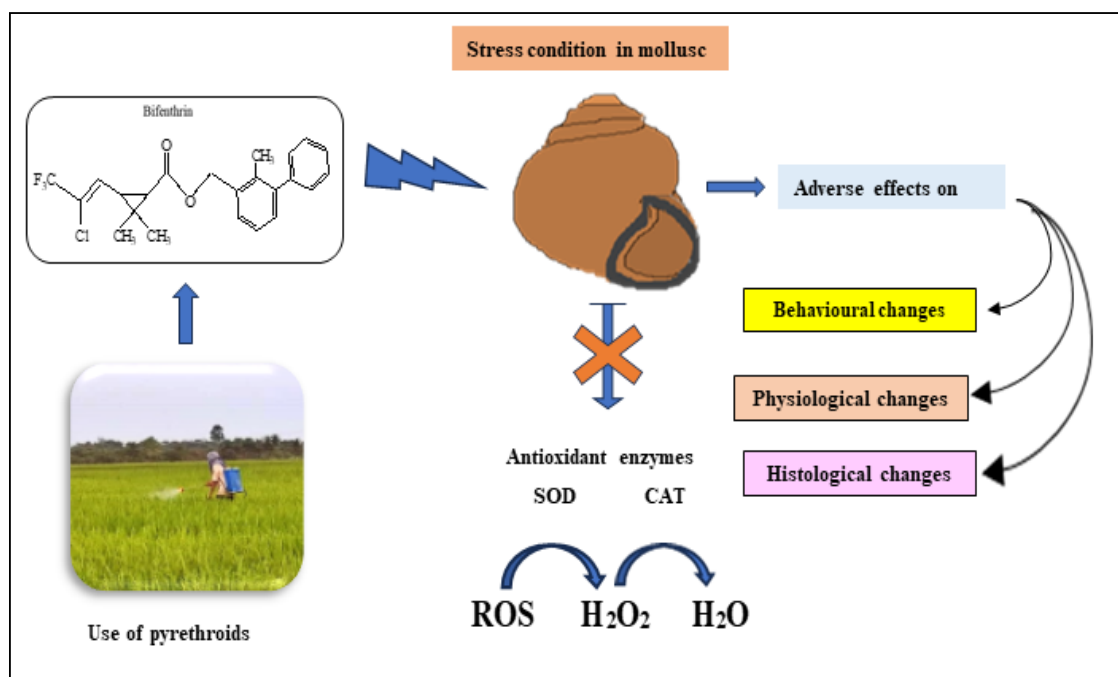 Stress condition in mollusc
Bifenthrin
O
CH₃
F₃C
O
Cl
CH₃ CH₃
Adverse effects on
Behavioural changes
Physiological changes
Histological changes
Antioxidant enzymes
SOD CAT
ROS H₂O₂ H₂O
Use of pyrethroids